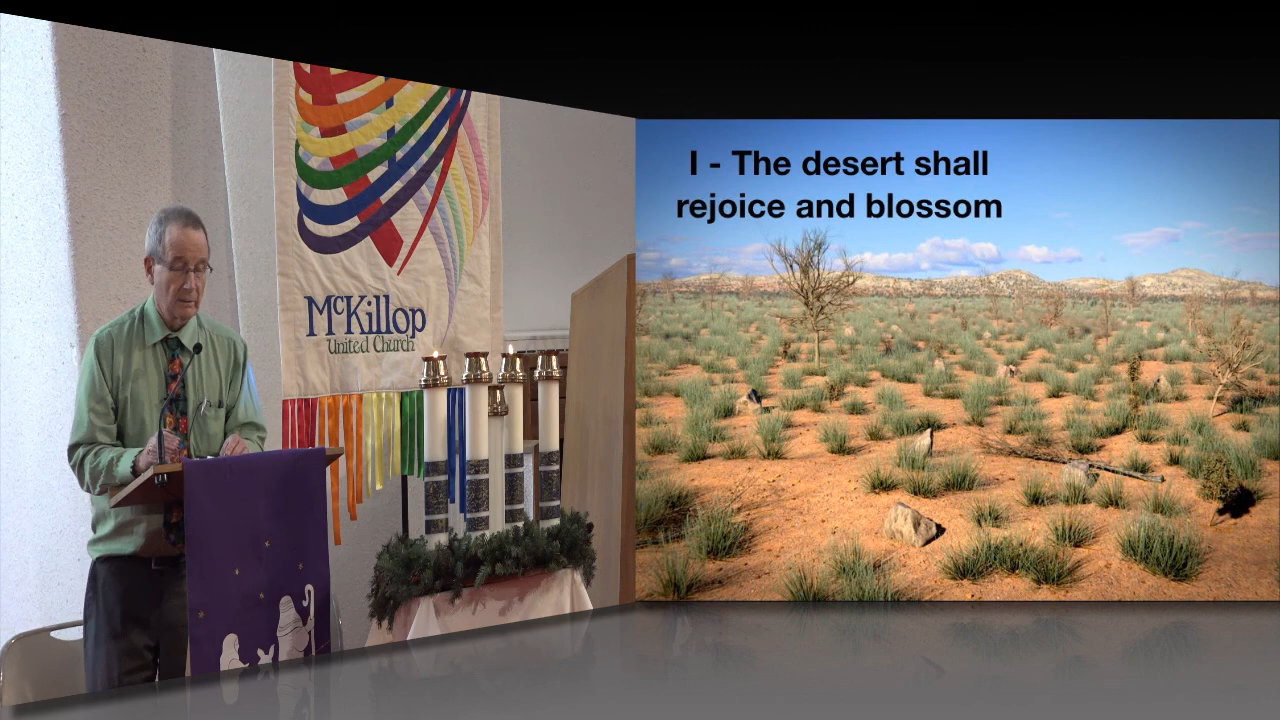 McKillop
United Church
I - The desert shall
rejoice and blossom